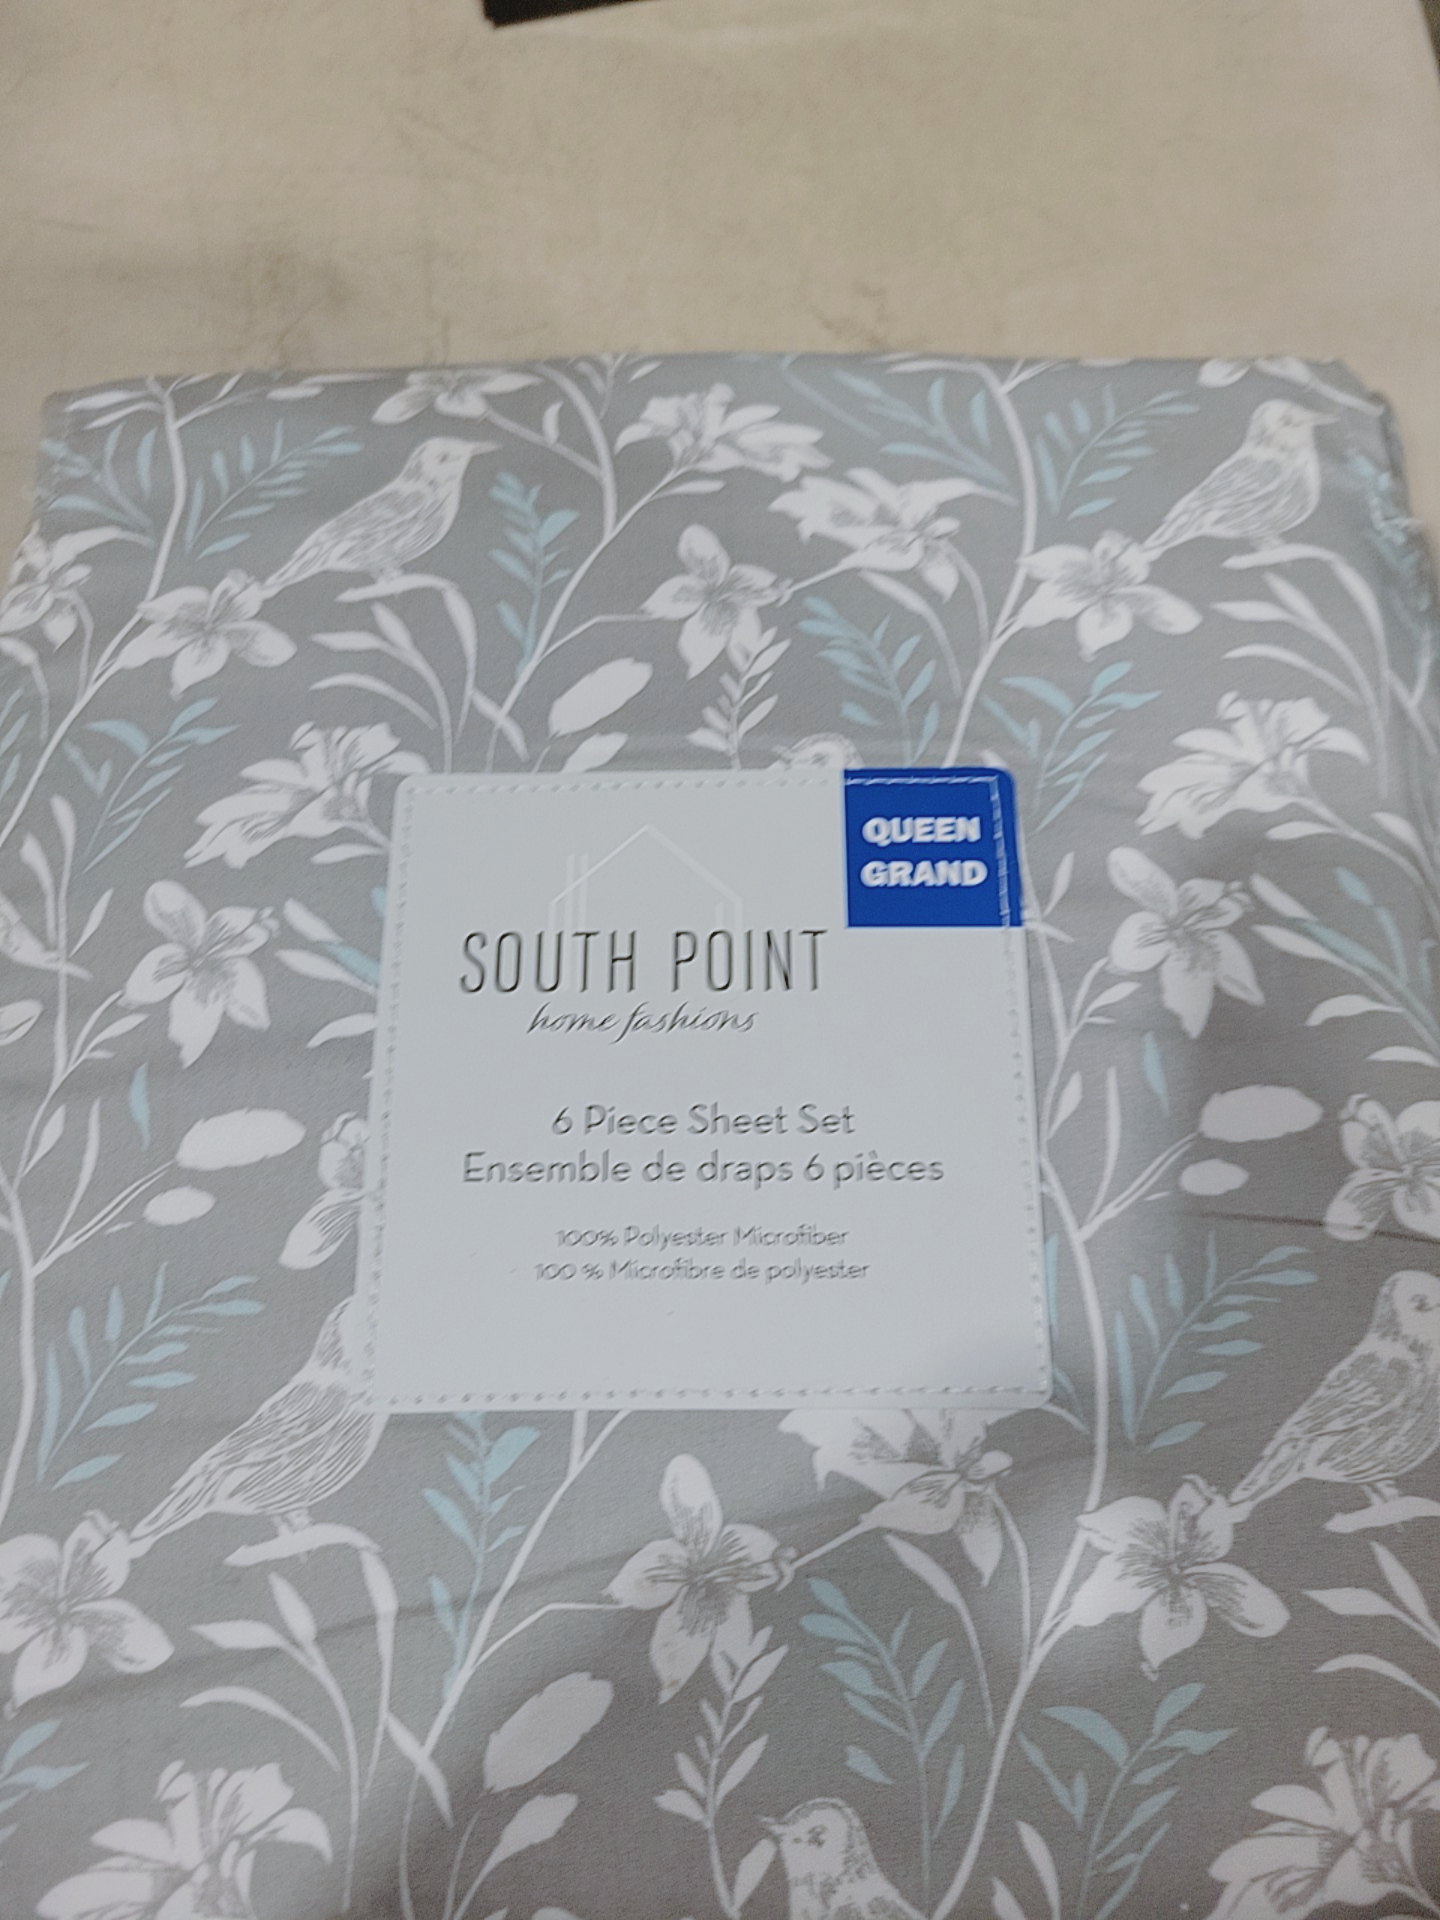 QUEEN
GRAND
SOUTH POINT
home fashions
6 Piece Sheet Set
Ensemble de draps 6 pièces
100% Polyester Microfiber
100 % Microfibre de polyester